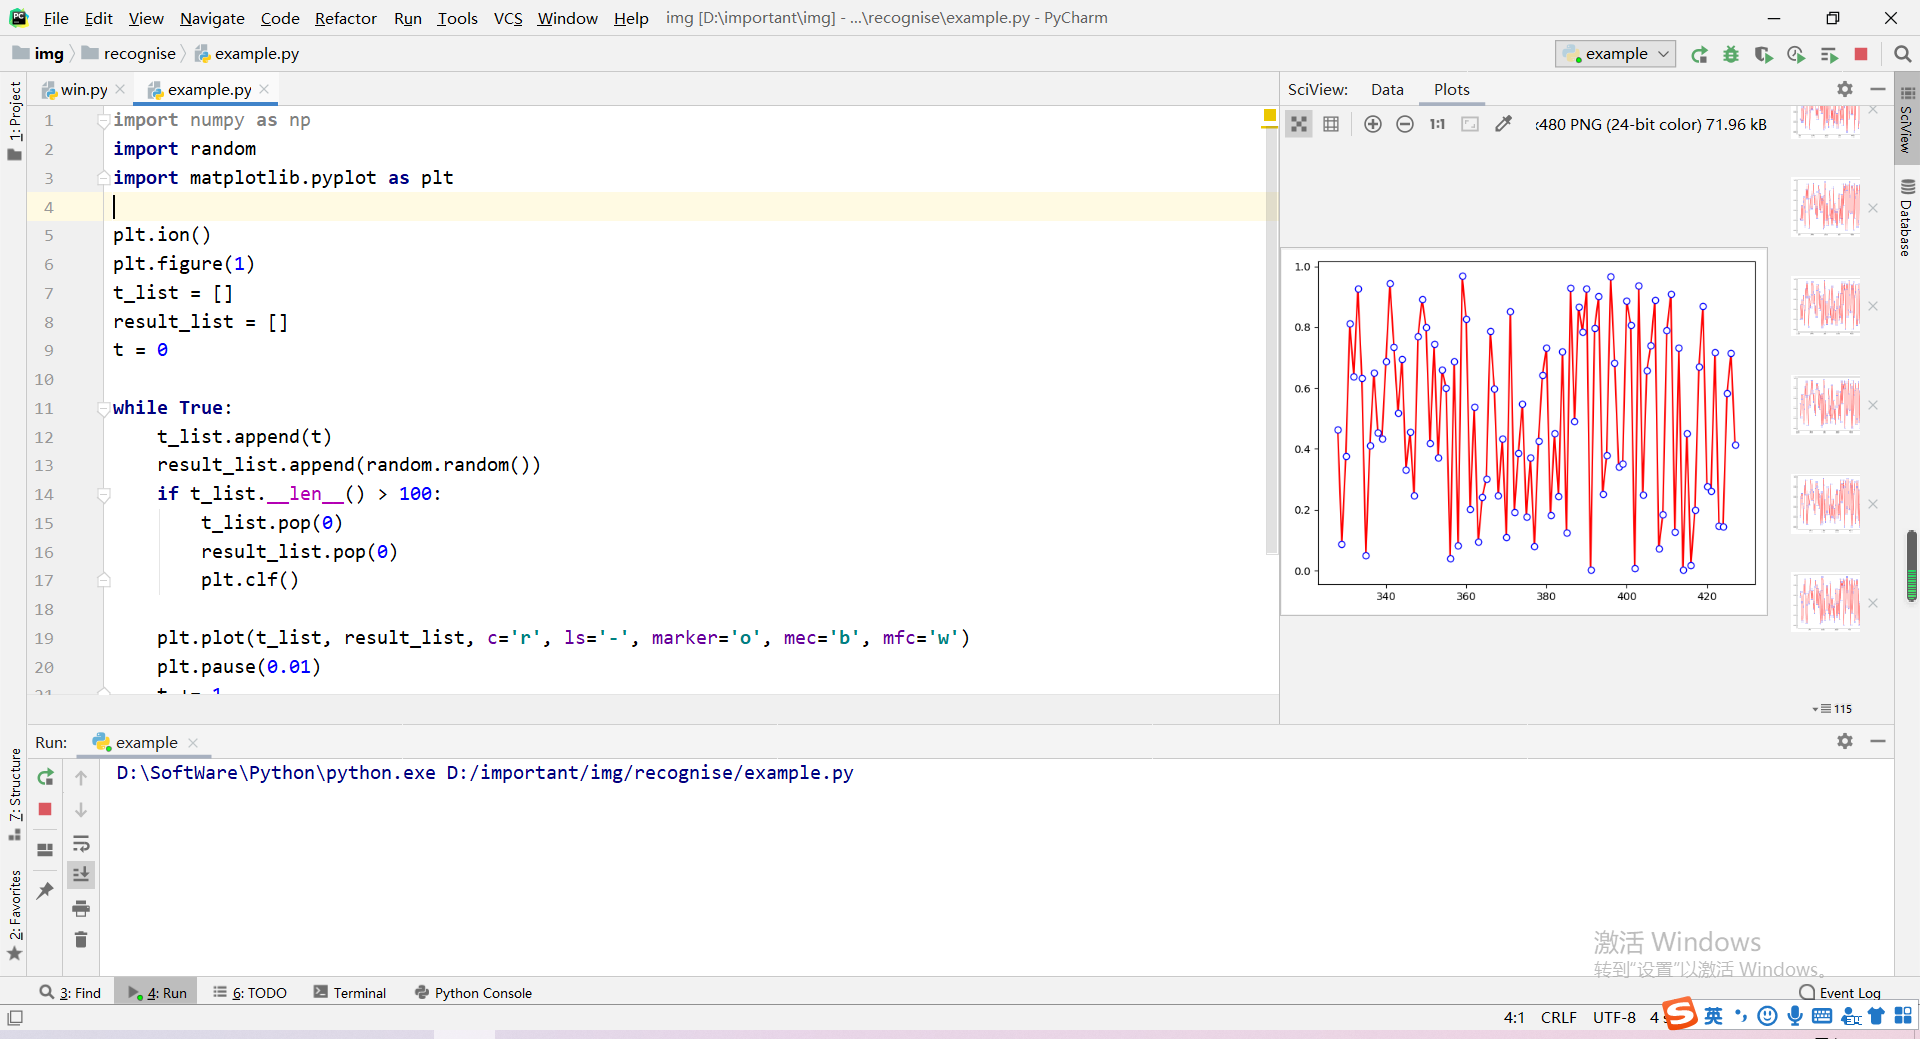 File Edit View Navigate Code Refactor Run Tools VCS Window Help img [D:\important\img] - ...\recognise\example.py - PyCharm
img recognise example.py
example
1: Project
win.py example.py
1 import numpy as np
2 import random
3 import matplotlib.pyplot as plt
4
5 plt.ion()
6 plt.figure(1)
7 t_list = []
8 result_list = []
9 t = 0
10
11 while True:
12 t_list.append(t)
13 result_list.append(random.random())
14 if t_list.__len__() > 100:
15 t_list.pop(0)
16 result_list.pop(0)
17 plt.clf()
18
19 plt.plot(t_list, result_list, c='r', ls='-', marker='o', mec='b', mfc='w')
20 plt.pause(0.01)
21 t += 1
SciView: Data Plots
1:1 480 PNG (24-bit color) 71.96 kB
1.0
0.8
0.6
0.4
0.2
0.0
340 360 380 400 420
115
SciView
Database
Run: example
D:\SoftWare\Python\python.exe D:/important/img/recognise/example.py
7: Structure
2: Favorites
激活 Windows
转到“设置”以激活 Windows。
3: Find 4: Run 6: TODO Terminal Python Console Event Log
4:1 CRLF UTF-8 4 s
英